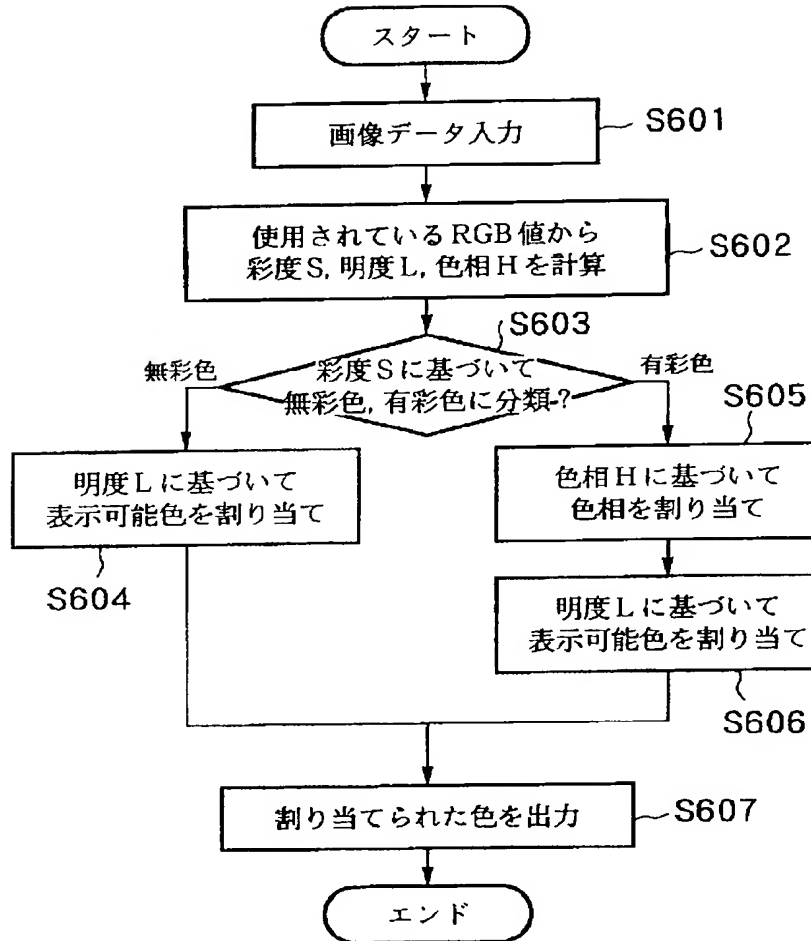 スタート
画像データ入力
S601
使用されているRGB値から
彩度S, 明度L, 色相Hを計算
S602
S603
無彩色
彩度Sに基づいて
無彩色, 有彩色に分類?
有彩色
S605
明度Lに基づいて
表示可能色を割り当て
S604
色相Hに基づいて
色相を割り当て
明度Lに基づいて
表示可能色を割り当て
S606
割り当てられた色を出力
S607
エンド